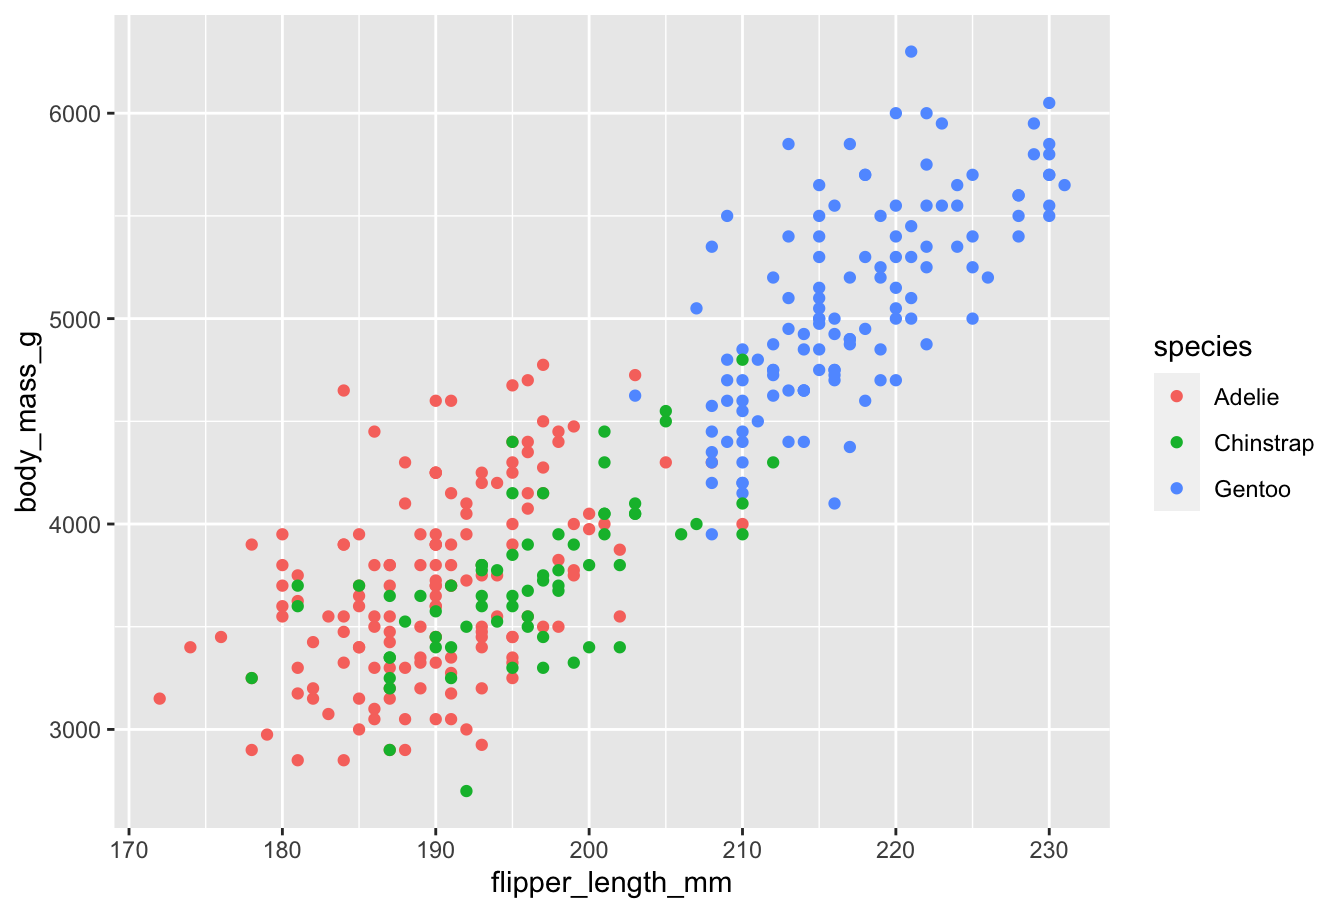 body_mass_g
6000
5000
4000
3000
170 180 190 200 210 220 230
flipper_length_mm
species
Adelie
Chinstrap
Gentoo